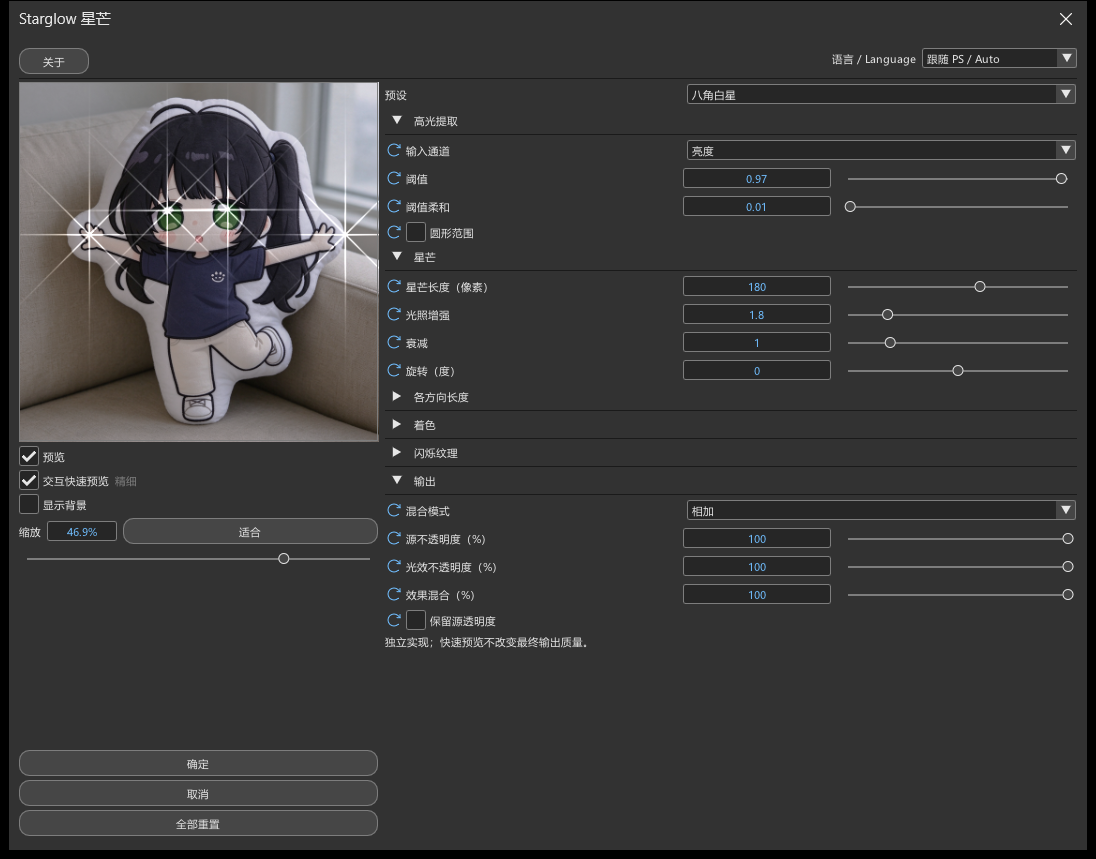 Starglow 星芒
关于
语言 / Language 跟随 PS / Auto
预设 八角白星
高光提取
输入通道 亮度
阈值 0.97
阈值柔和 0.01
圆形范围
星芒
星芒长度（像素） 180
光照增强 1.8
衰减 1
旋转（度） 0
各方向长度
着色
闪烁纹理
输出
混合模式 相加
源不透明度（%） 100
光效不透明度（%） 100
效果混合（%） 100
保留源透明度
独立实现；快速预览不改变最终输出质量。
预览
交互快速预览 精细
显示背景
缩放 46.9% 适合
确定
取消
全部重置